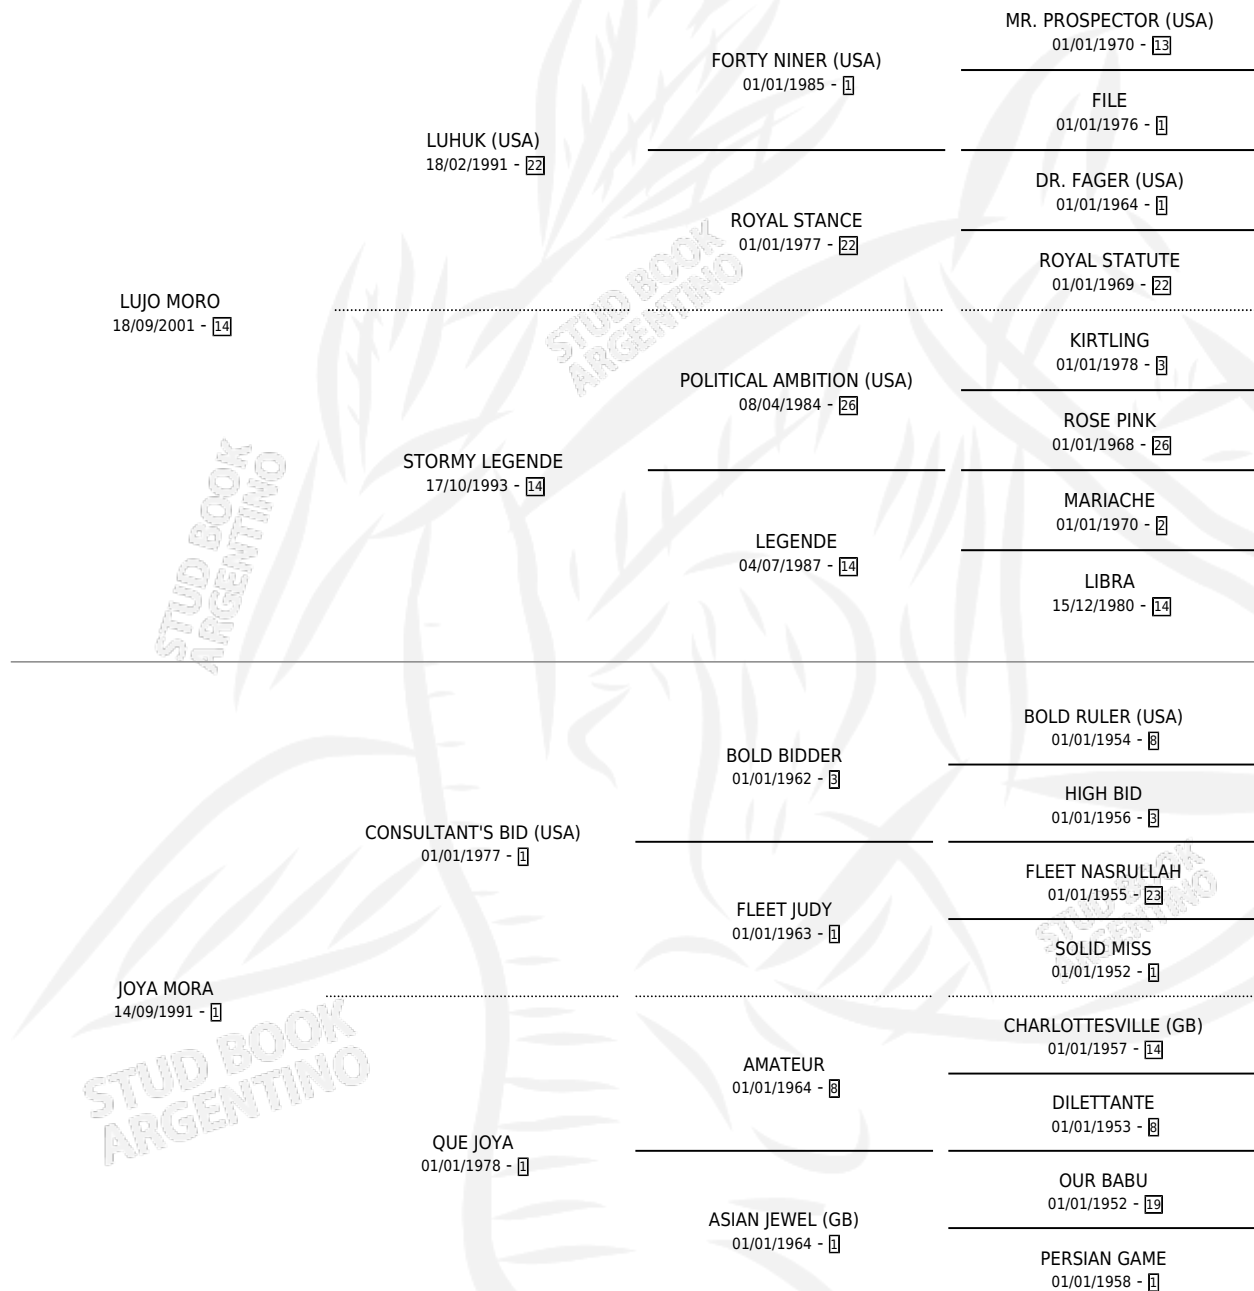 MR. PROSPECTOR (USA)
01/01/1970 - 13
FORTY NINER (USA)
01/01/1985 - 1
FILE
01/01/1976 - 1
LUHUK (USA)
18/02/1991 - 22
DR. FAGER (USA)
01/01/1964 - 1
ROYAL STANCE
01/01/1977 - 22
ROYAL STATUTE
01/01/1969 - 22
LUJO MORO
18/09/2001 - 14
KIRTLING
01/01/1978 - 3
POLITICAL AMBITION (USA)
08/04/1984 - 26
ROSE PINK
01/01/1968 - 26
STORMY LEGENDE
17/10/1993 - 14
MARIACHE
01/01/1970 - 2
LEGENDE
04/07/1987 - 14
LIBRA
15/12/1980 - 14
BOLD RULER (USA)
01/01/1954 - 8
BOLD BIDDER
01/01/1962 - 3
HIGH BID
01/01/1956 - 3
CONSULTANT'S BID (USA)
01/01/1977 - 1
FLEET NASRULLAH
01/01/1955 - 23
FLEET JUDY
01/01/1963 - 1
SOLID MISS
01/01/1952 - 1
JOYA MORA
14/09/1991 - 1
CHARLOTTESVILLE (GB)
01/01/1957 - 14
AMATEUR
01/01/1964 - 8
DILETTANTE
01/01/1953 - 8
QUE JOYA
01/01/1978 - 1
OUR BABU
01/01/1952 - 19
ASIAN JEWEL (GB)
01/01/1964 - 1
PERSIAN GAME
01/01/1958 - 1
STUD BOOK
ARGENTINO
STUD BOOK
ARGENTINO
STUD BOOK
ARGENTINO
STUD BOOK
ARGENTINO